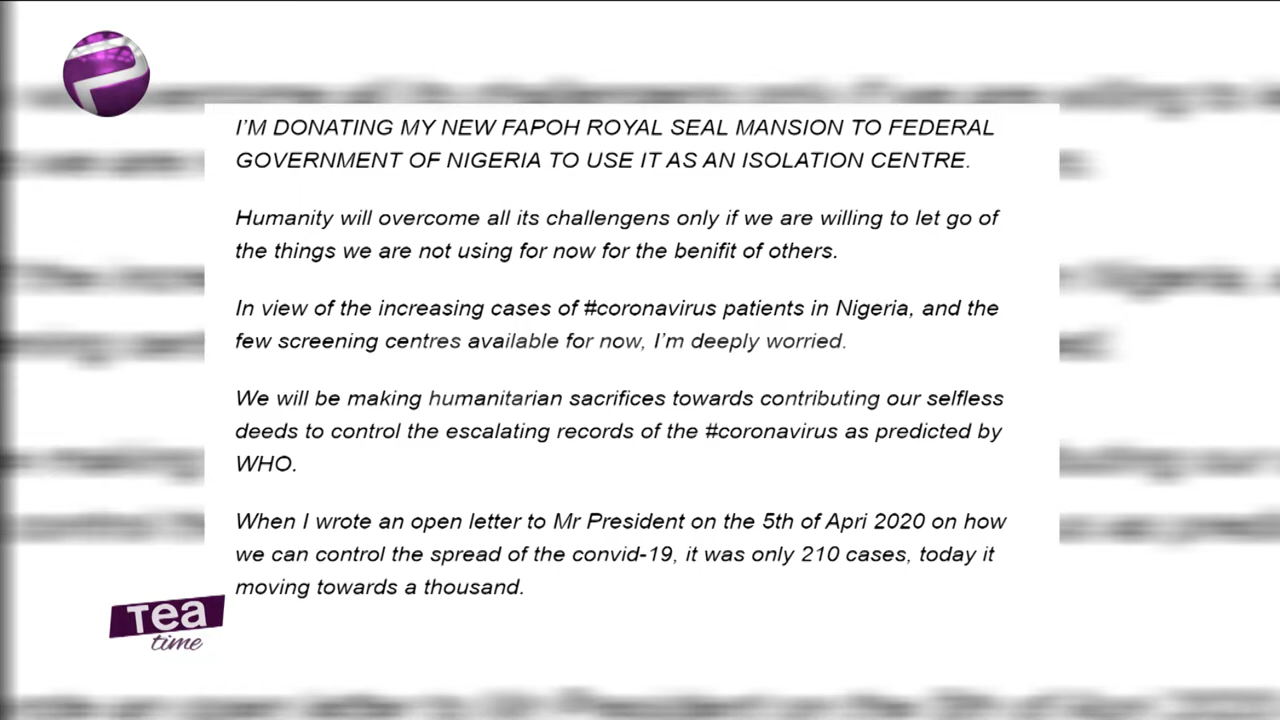 I'M DONATING MY NEW FAPOH ROYAL SEAL MANSION TO FEDERAL
GOVERNMENT OF NIGERIA TO USE IT AS AN ISOLATION CENTRE.
Humanity will overcome all its challengens only if we are willing to let go of
the things we are not using for now for the benifit of others.
In view of the increasing cases of #coronavirus patients in Nigeria, and the
few screening centres available for now, I'm deeply worried.
We will be making humanitarian sacrifices towards contributing our selfless
deeds to control the escalating records of the #coronavirus as predicted by
WHO.
When I wrote an open letter to Mr President on the 5th of Apri 2020 on how
we can control the spread of the convid-19, it was only 210 cases, today it
moving towards a thousand.
Tea
time